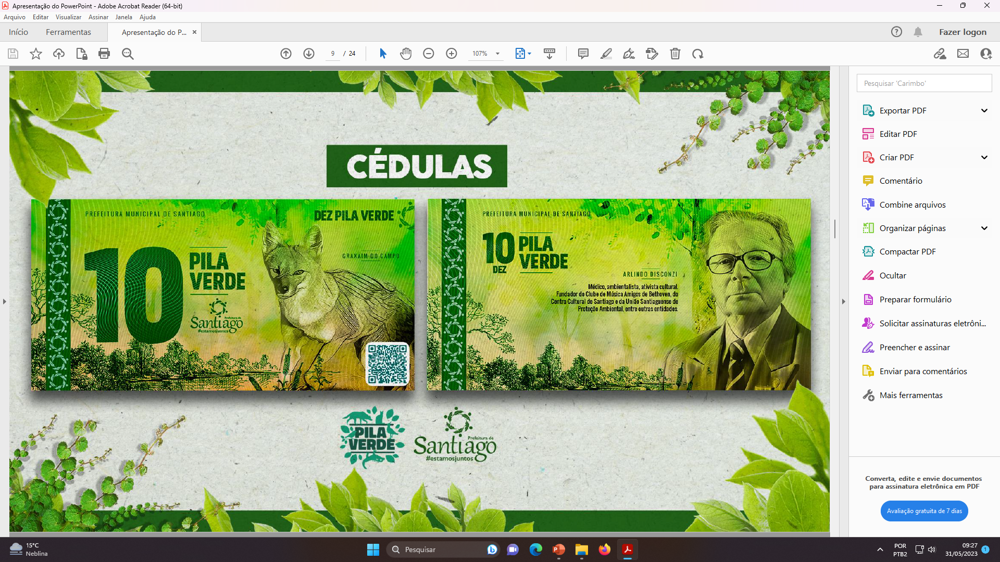 Apresentação do PowerPoint - Adobe Acrobat Reader (64-bit)
Arquivo Editar Visualizar Assinar Janela Ajuda
Início Ferramentas Apresentação do P... Fazer logon
9 / 24 107%
Pesquisar 'Carimbo'
Exportar PDF
Editar PDF
Criar PDF
Comentário
Combine arquivos
Organizar páginas
Compactar PDF
Ocultar
Preparar formulário
Solicitar assinaturas eletrôni...
Preencher e assinar
Enviar para comentários
Mais ferramentas
Converta, edite e envie documentos
para assinatura eletrônica em PDF
Avaliação gratuita de 7 dias
CÉDULAS
PREFEITURA MUNICIPAL DE SANTIAGO
DEZ PILA VERDE
GRAXAIM-DO-CAMPO
10
PILA
VERDE
Prefeitura de
Santiago
#estamosjuntos
PREFEITURA MUNICIPAL DE SANTIAGO
10
DEZ
PILA
VERDE
ARLINDO DISCONZI
Médico, ambientalista, ativista cultural.
Fundador do Clube de Música Amigos de Bethoven, do
Centro Cultural de Santiago e da União Santiaguense de
Proteção Ambiental, entre outras entidades.
PILA
VERDE
Prefeitura de
Santiago
#estamosjuntos
15°C
Neblina
Pesquisar
POR
PTB2
09:27
31/05/2023
1